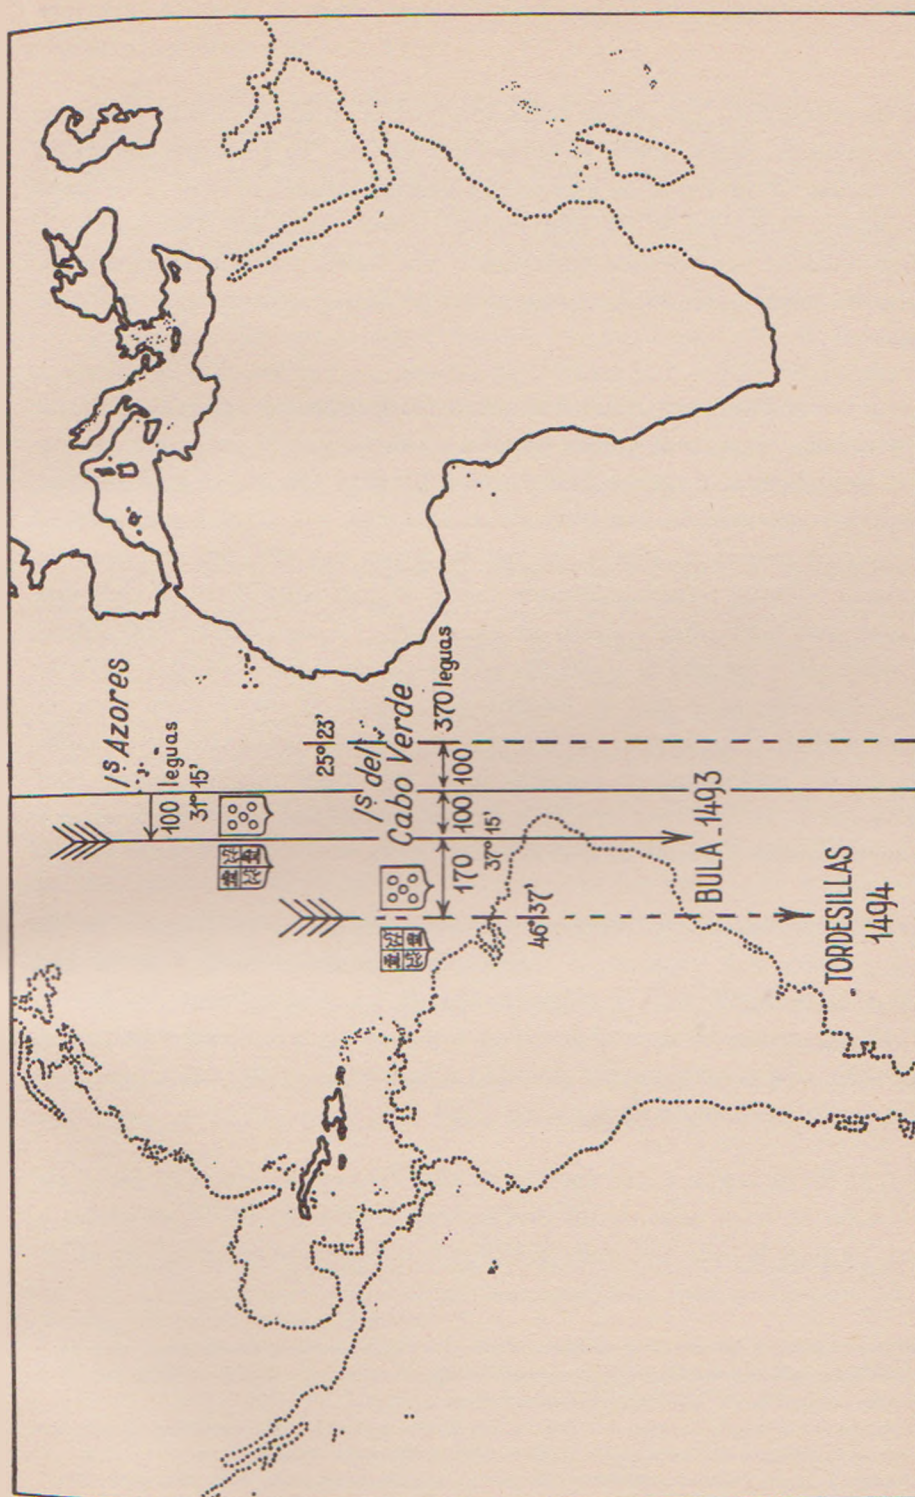 Iˢ Azores
100 leguas
31° 15'
25° 23'
Iˢ del
Cabo Verde
370 leguas
100
100
170
37° 15'
46° 37'
BULA-1493
TORDESILLAS
1494